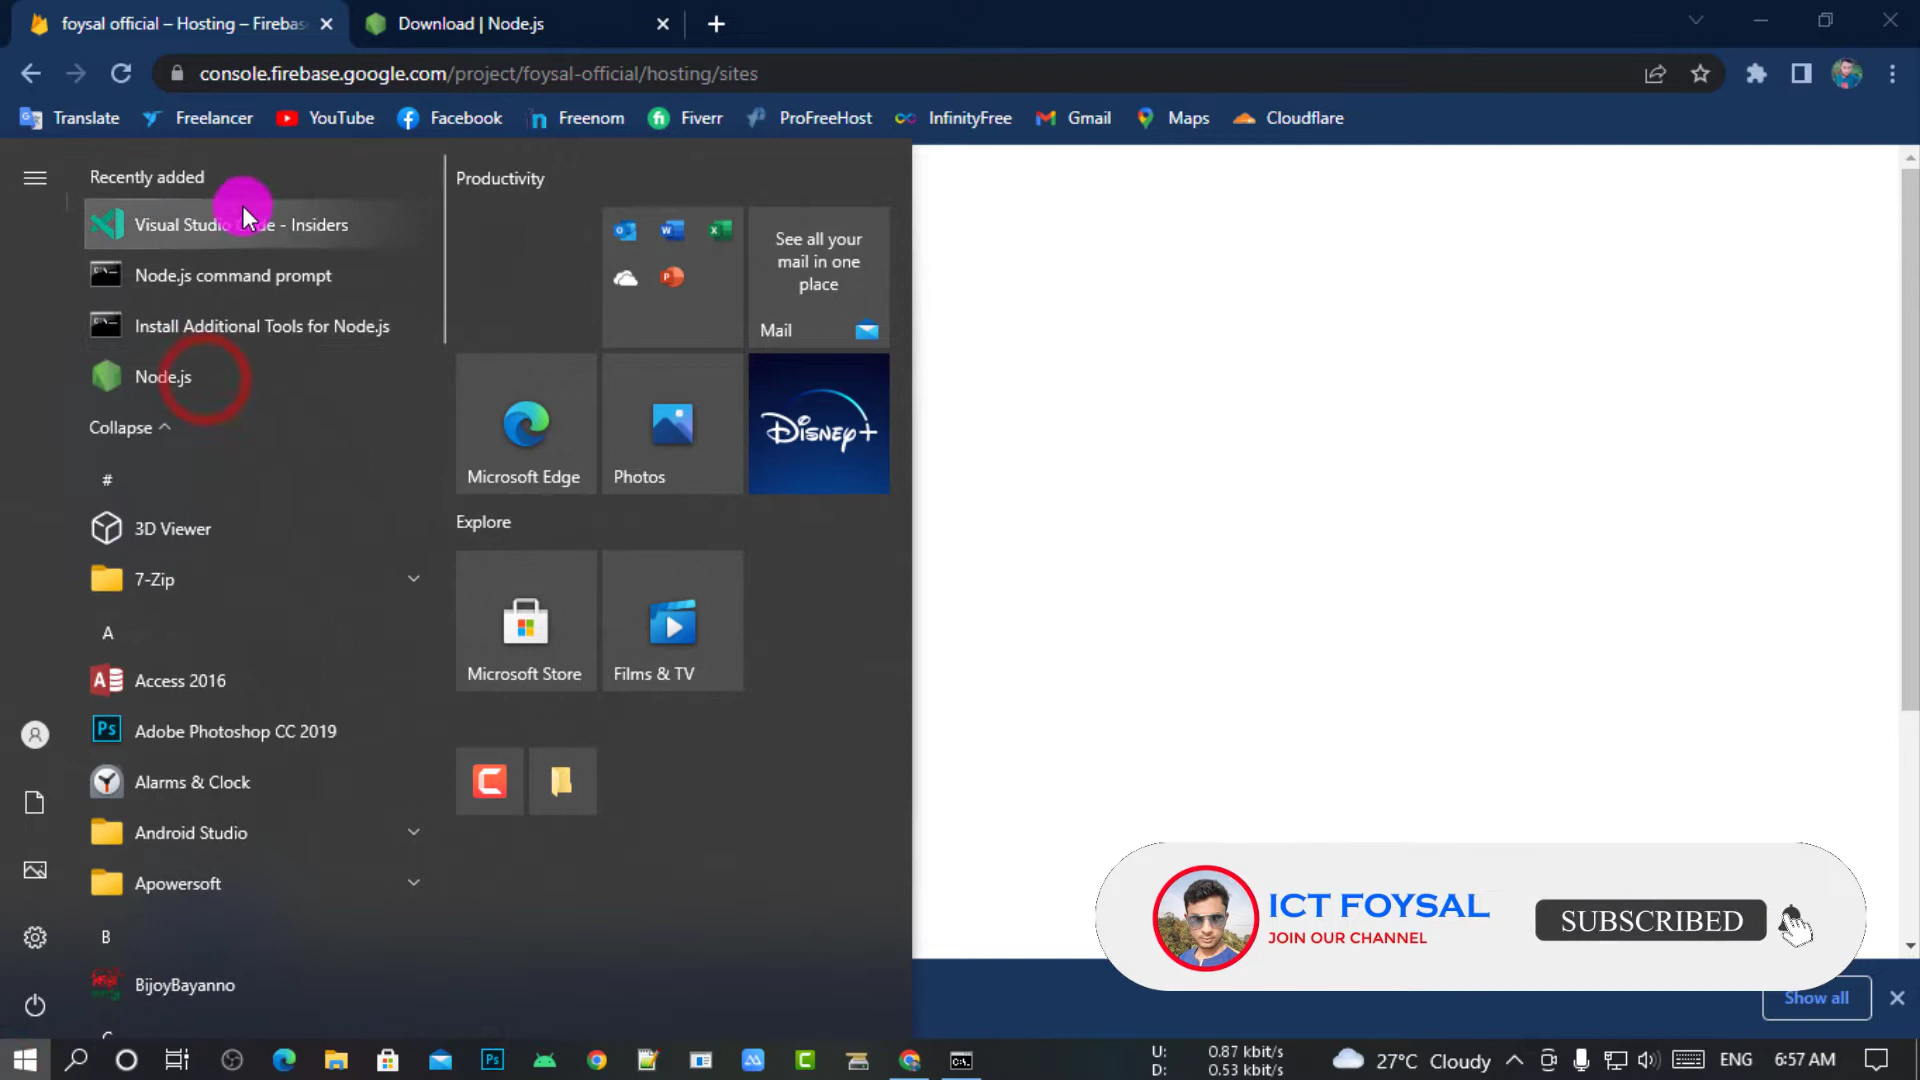 foysal official – Hosting – Firebas
Download | Node.js
console.firebase.google.com/project/foysal-official/hosting/sites
Translate
Freelancer
YouTube
Facebook
Freenom
Fiverr
ProFreeHost
InfinityFree
Gmail
Maps
Cloudflare
Recently added
Productivity
Visual Studio Code - Insiders
Node.js command prompt
Install Additional Tools for Node.js
Node.js
Collapse
#
3D Viewer
7-Zip
A
Access 2016
Adobe Photoshop CC 2019
Alarms & Clock
Android Studio
Apowersoft
B
BijoyBayanno
See all your
mail in one
place
Mail
Microsoft Edge
Photos
Disney+
Explore
Microsoft Store
Films & TV
ICT FOYSAL
JOIN OUR CHANNEL
SUBSCRIBED
Show all
U: 0.87 kbit/s
D: 0.53 kbit/s
27°C Cloudy
ENG
6:57 AM